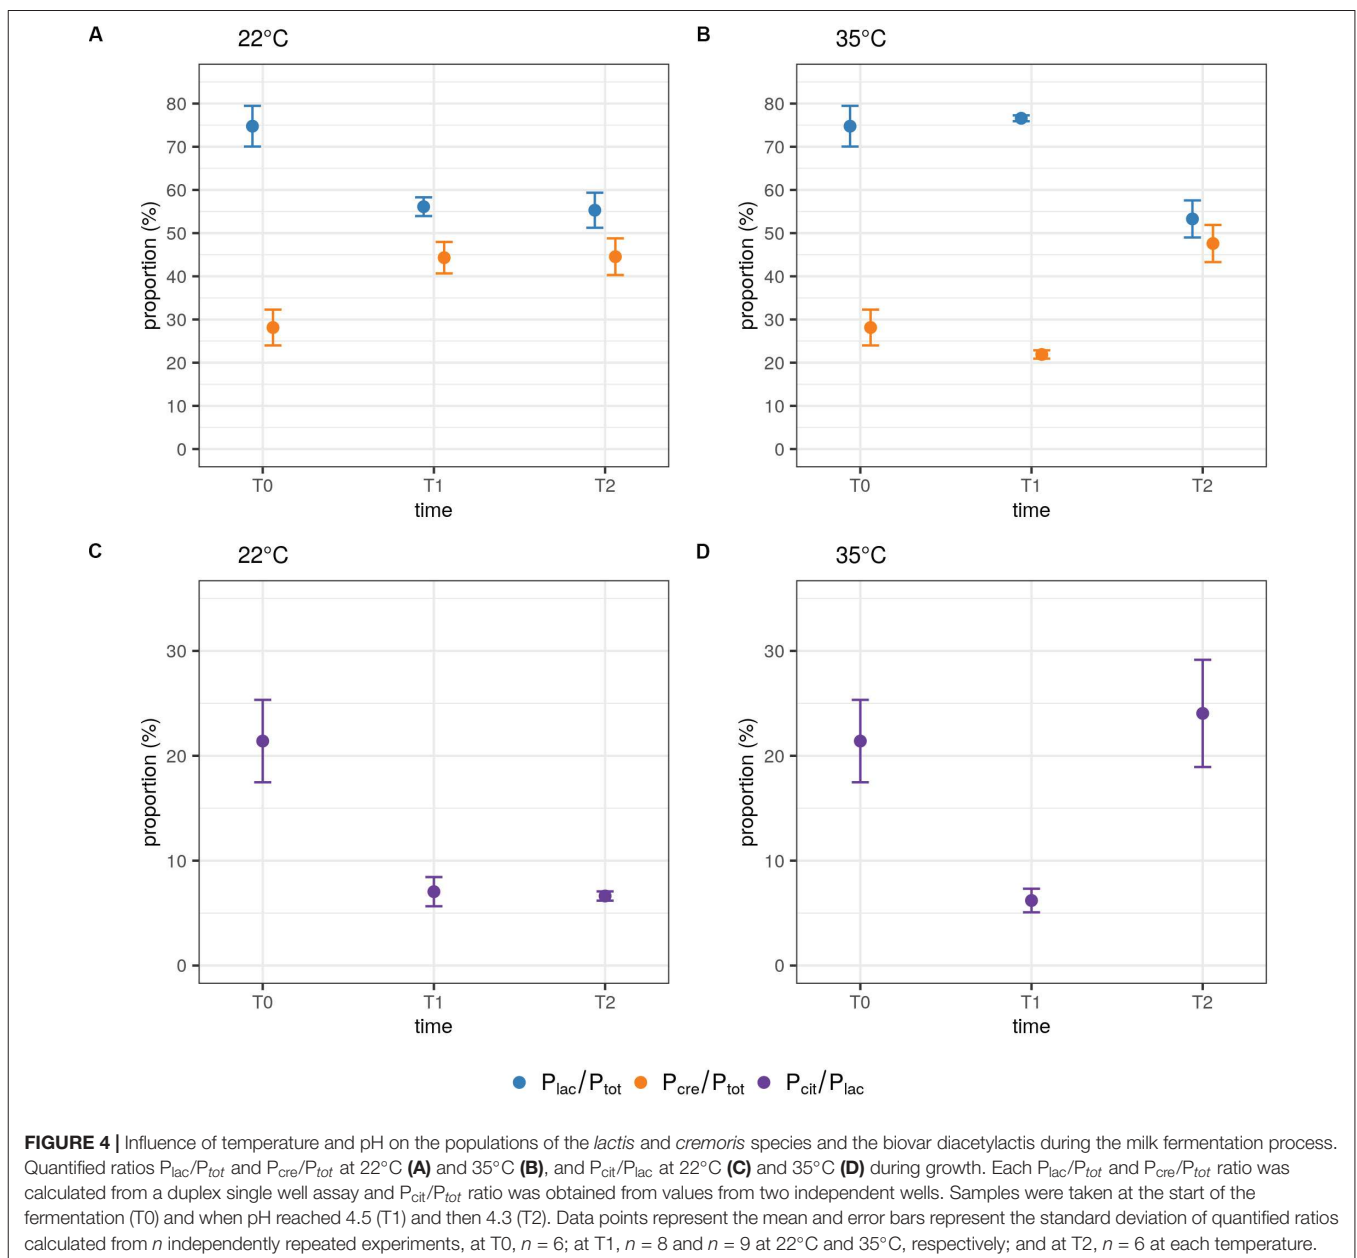 A
22°C
80
70
60
50
40
30
20
10
0
proportion (%)
T0 T1 T2
time
B
35°C
80
70
60
50
40
30
20
10
0
proportion (%)
T0 T1 T2
time
C
22°C
30
20
10
0
proportion (%)
T0 T1 T2
time
D
35°C
30
20
10
0
proportion (%)
T0 T1 T2
time
Plac/Ptot Pcre/Ptot Pcit/Plac
FIGURE 4 | Influence of temperature and pH on the populations of the lactis and cremoris species and the biovar diacetylactis during the milk fermentation process.
Quantified ratios Plac/Ptot and Pcre/Ptot at 22°C (A) and 35°C (B), and Pcit/Plac at 22°C (C) and 35°C (D) during growth. Each Plac/Ptot and Pcre/Ptot ratio was
calculated from a duplex single well assay and Pcit/Ptot ratio was obtained from values from two independent wells. Samples were taken at the start of the
fermentation (T0) and when pH reached 4.5 (T1) and then 4.3 (T2). Data points represent the mean and error bars represent the standard deviation of quantified ratios
calculated from n independently repeated experiments, at T0, n = 6; at T1, n = 8 and n = 9 at 22°C and 35°C, respectively; and at T2, n = 6 at each temperature.